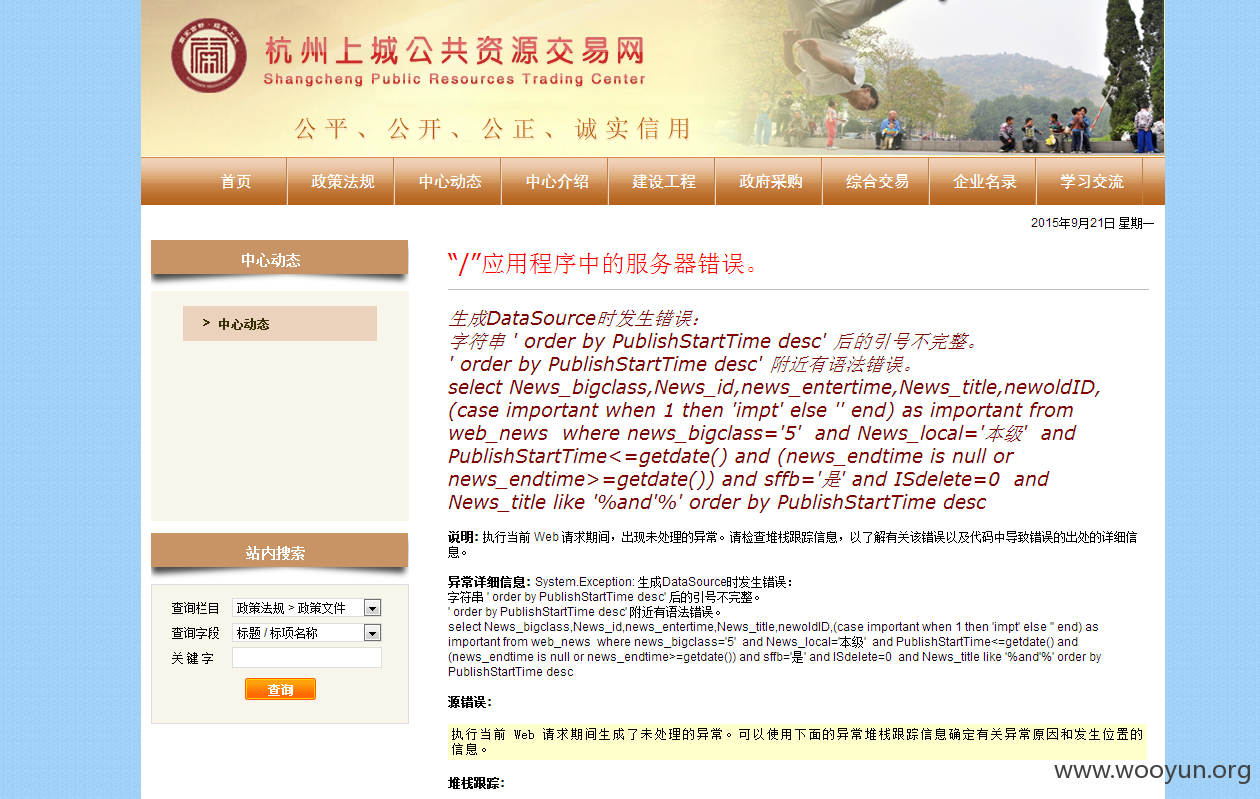 杭州上城公共资源交易网
Shangcheng Public Resources Trading Center
公平、公开、公正、诚实信用
首页 政策法规 中心动态 中心介绍 建设工程 政府采购 综合交易 企业名录 学习交流
2015年9月21日 星期一
中心动态
> 中心动态
站内搜索
查询栏目 政策法规 > 政策文件
查询字段 标题 / 标项名称
关 键 字
查询
“/”应用程序中的服务器错误。
生成DataSource时发生错误：
字符串 ' order by PublishStartTime desc' 后的引号不完整。
' order by PublishStartTime desc' 附近有语法错误。
select News_bigclass,News_id,news_entertime,News_title,newoldID,
(case important when 1 then 'impt' else '' end) as important from
web_news  where news_bigclass='5'  and News_local='本级'  and
PublishStartTime<=getdate() and (news_endtime is null or
news_endtime>=getdate()) and sffb='是' and ISdelete=0  and
News_title like '%and'%' order by PublishStartTime desc
说明: 执行当前 Web 请求期间，出现未处理的异常。请检查堆栈跟踪信息，以了解有关该错误以及代码中导致错误的出处的详细信
息。
异常详细信息: System.Exception: 生成DataSource时发生错误：
字符串 ' order by PublishStartTime desc' 后的引号不完整。
' order by PublishStartTime desc' 附近有语法错误。
select News_bigclass,News_id,news_entertime,News_title,newoldID,(case important when 1 then 'impt' else '' end) as
important from web_news  where news_bigclass='5'  and News_local='本级'  and PublishStartTime<=getdate() and
(news_endtime is null or news_endtime>=getdate()) and sffb='是' and ISdelete=0  and News_title like '%and'%' order by
PublishStartTime desc
源错误:
执行当前 Web 请求期间生成了未处理的异常。可以使用下面的异常堆栈跟踪信息确定有关异常原因和发生位置的
信息。
堆栈跟踪:
www.wooyun.org